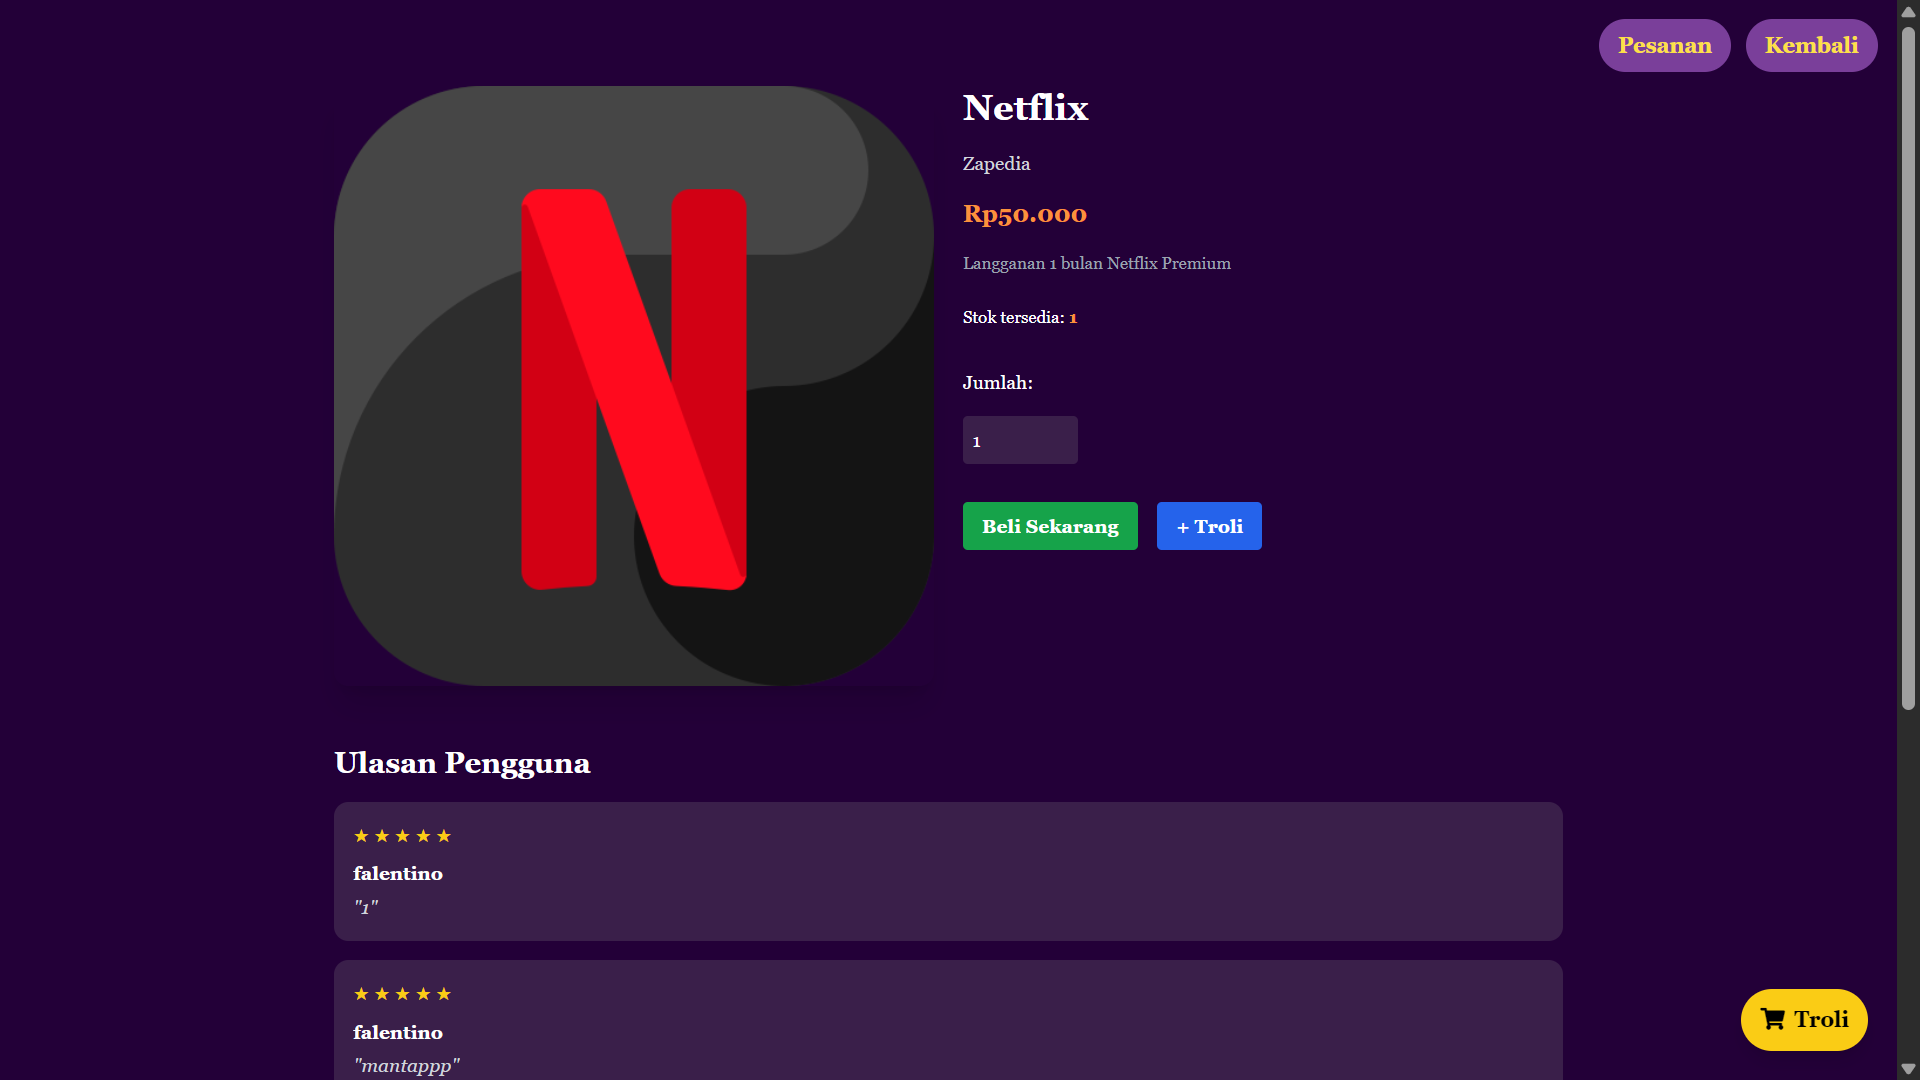 Pesanan
Kembali
Netflix
Zapedia
Rp50.000
Langganan 1 bulan Netflix Premium
Stok tersedia: 1
Jumlah:
1
Beli Sekarang
+ Troli
Ulasan Pengguna
★★★★★
falentino
"1"
★★★★★
falentino
"mantappp"
Troli